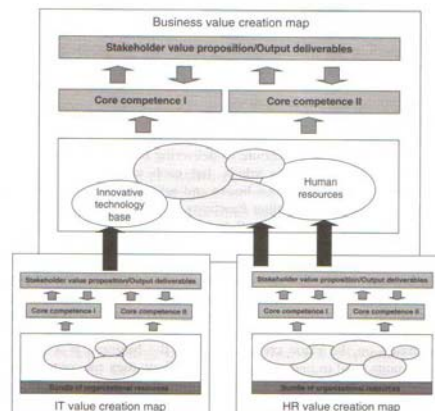 Business value creation map
Stakeholder value proposition/Output deliverables
Core competence I
Core competence II
Innovative
technology
base
Human
resources
Stakeholder value proposition/Output deliverables
Core competence I
Core competence II
Bundle of organizational resources
IT value creation map
Stakeholder value proposition/Output deliverables
Core competence I
Core competence II
Bundle of organizational resources
HR value creation map